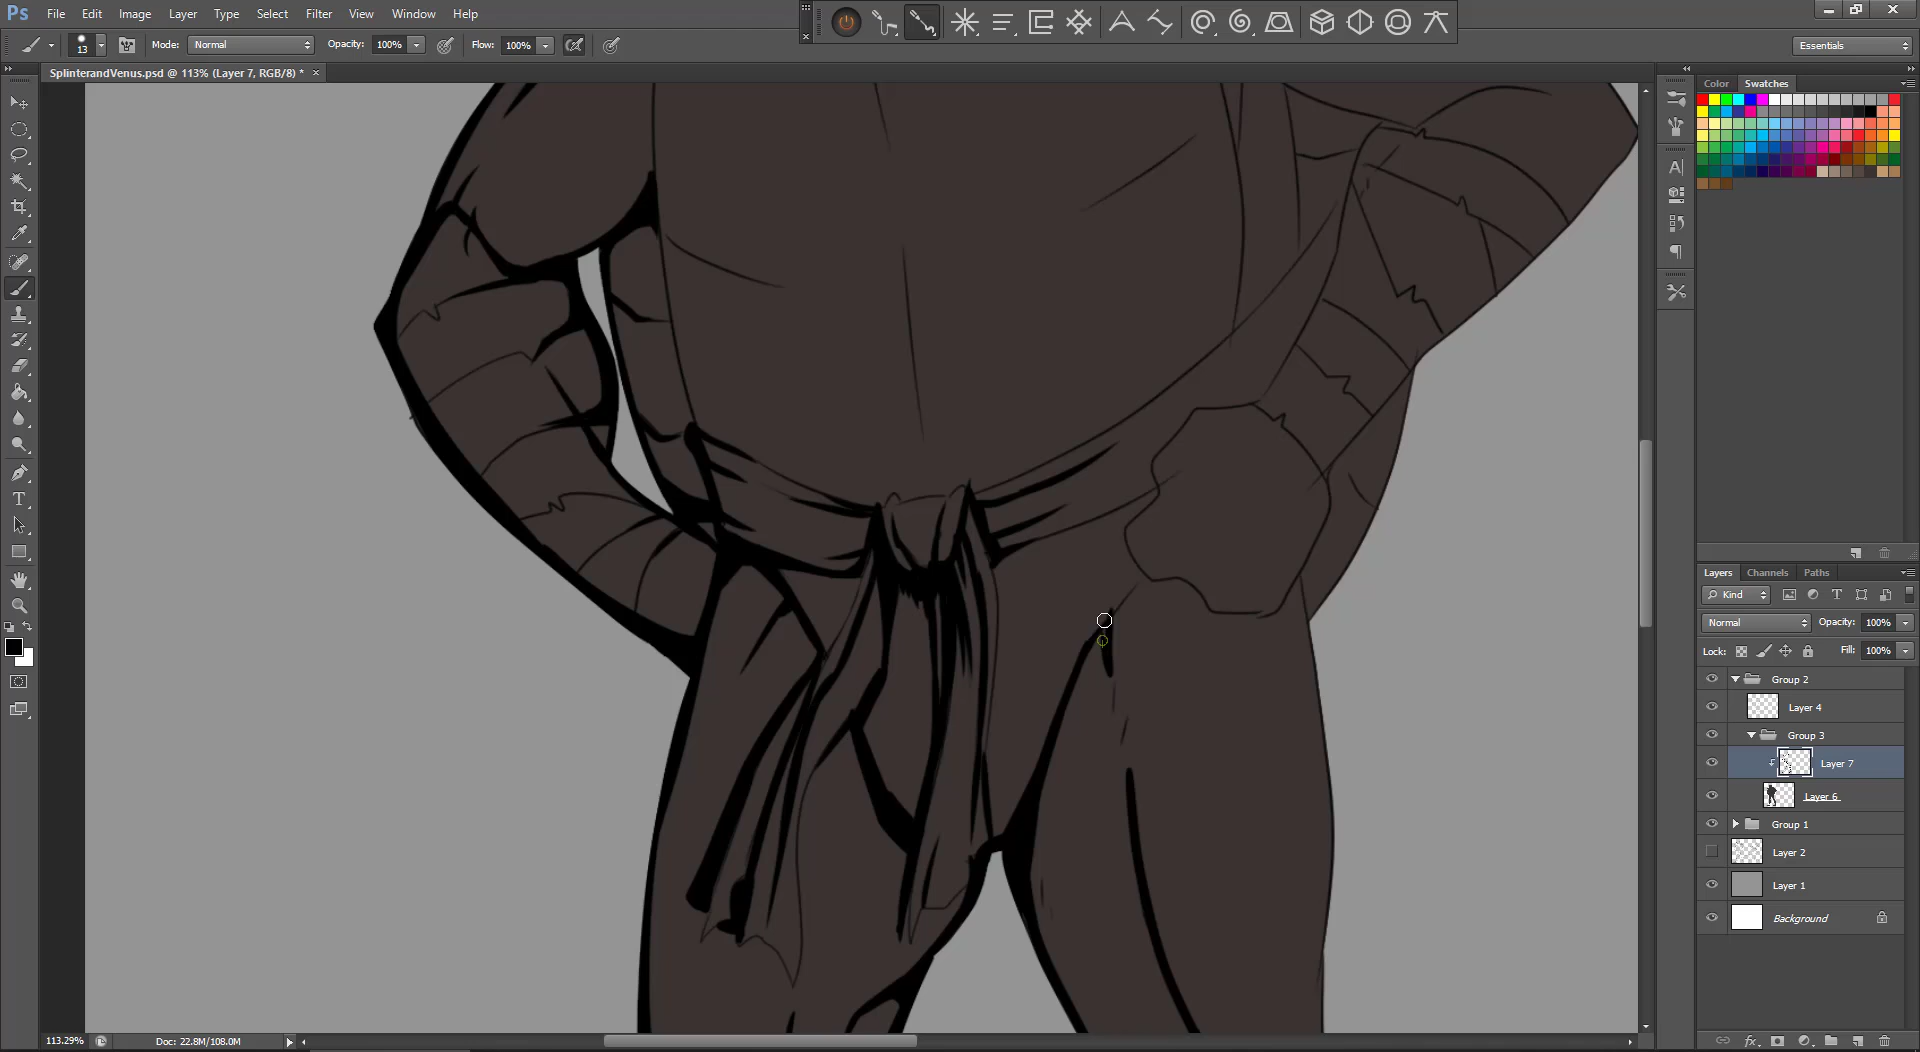 Ps File Edit Image Layer Type Select Filter View Window Help
13 Mode: Normal Opacity: 100% Flow: 100% Essentials
SplinterandVenus.psd @ 113% (Layer 7, RGB/8) * ×
Color Swatches
Layers Channels Paths
Kind
Normal Opacity: 100%
Lock: Fill: 100%
Group 2
Layer 4
Group 3
Layer 7
Layer 6
Group 1
Layer 2
Layer 1
Background
113.29% Doc: 22.8M/108.0M